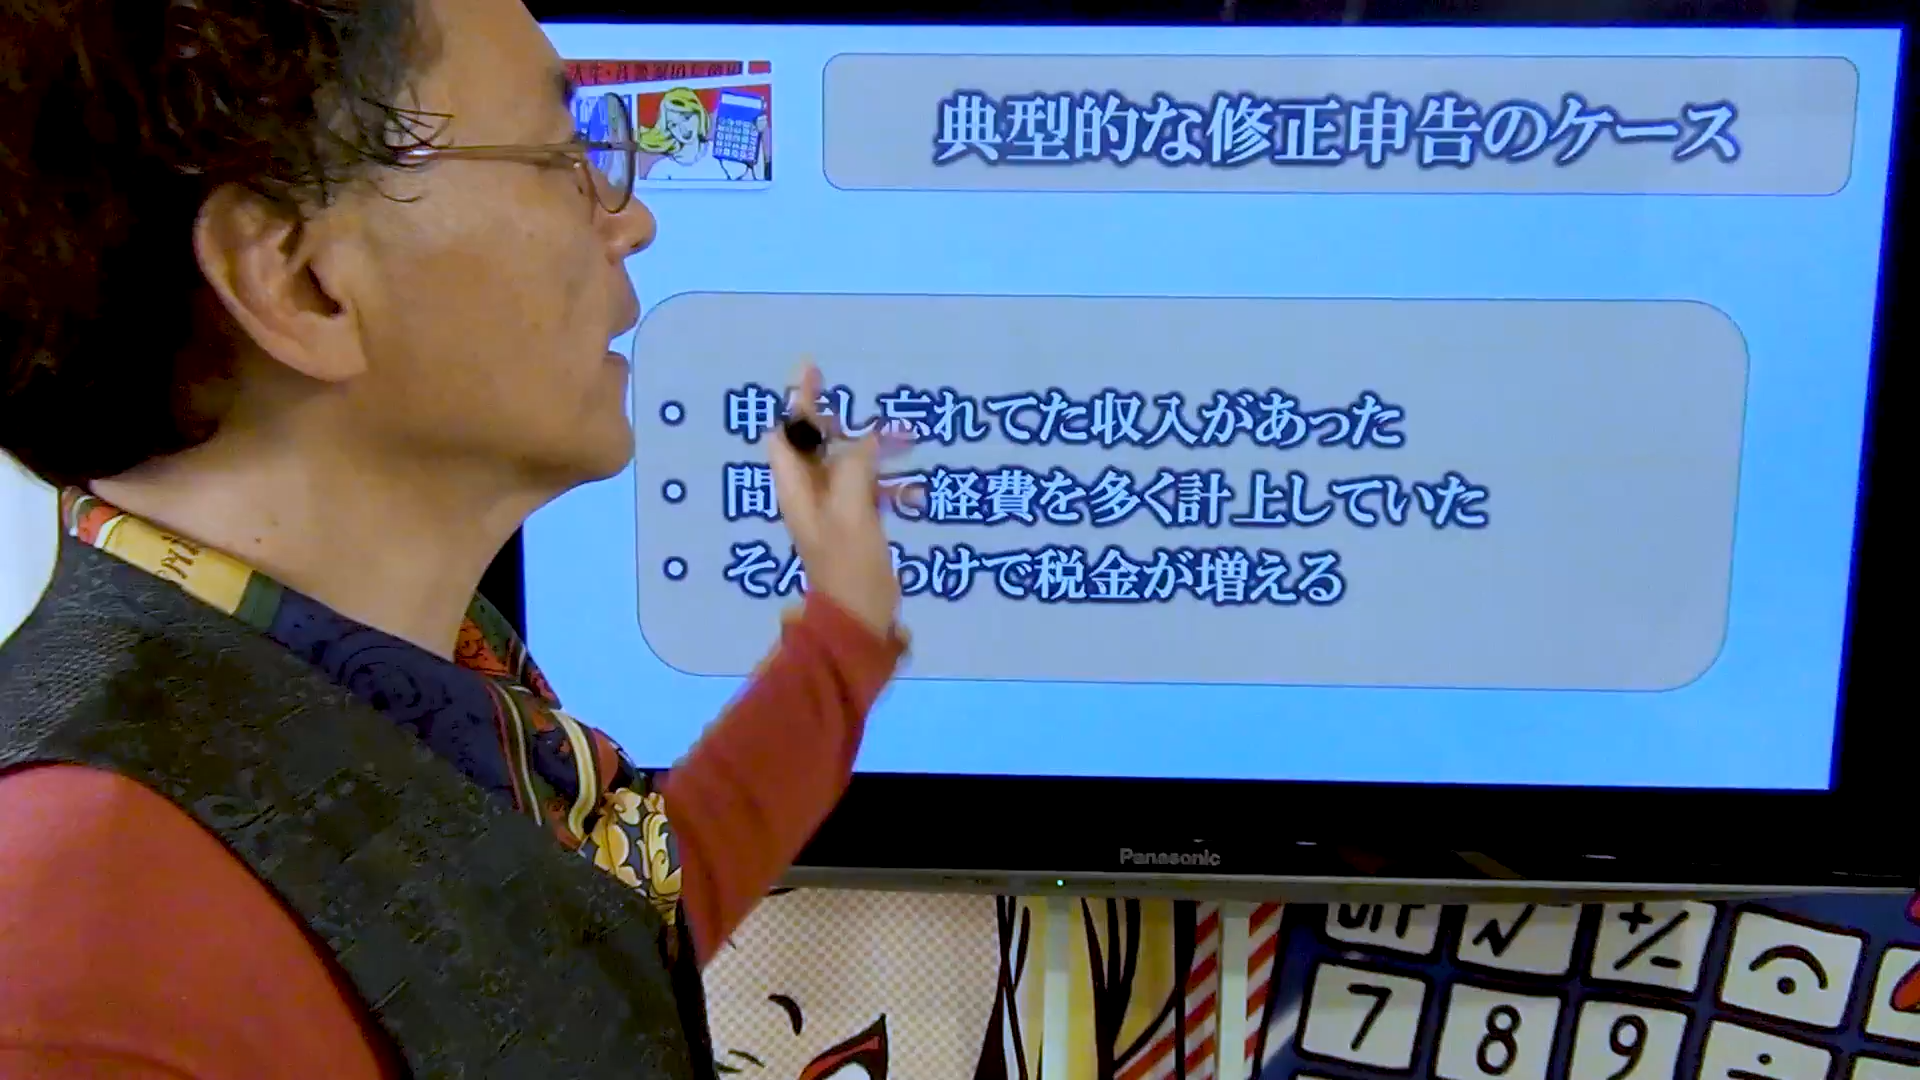 典型的な修正申告のケース
• 申し忘れてた収入があった
• 間て経費を多く計上していた
• そんわけで税金が増える
Panasonic
OFF √ +/-
7 8 9 ÷